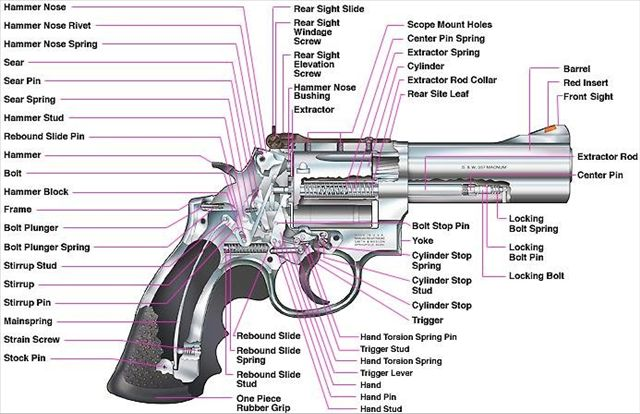 Hammer Nose
Hammer Nose Rivet
Hammer Nose Spring
Sear
Sear Pin
Sear Spring
Hammer Stud
Rebound Slide Pin
Hammer
Bolt
Hammer Block
Frame
Bolt Plunger
Bolt Plunger Spring
Stirrup Stud
Stirrup
Stirrup Pin
Mainspring
Strain Screw
Stock Pin
Rear Sight Slide
Rear Sight
Windage
Screw
Rear Sight
Elevation
Screw
Hammer Nose
Bushing
Extractor
Scope Mount Holes
Center Pin Spring
Extractor Spring
Cylinder
Extractor Rod Collar
Rear Site Leaf
Barrel
Red Insert
Front Sight
S & W .357 MAGNUM
Extractor Rod
Center Pin
Locking
Bolt Spring
Locking
Bolt Pin
Locking Bolt
Bolt Stop Pin
Yoke
Cylinder Stop
Spring
Cylinder Stop
Stud
Cylinder Stop
Trigger
Hand Torsion Spring Pin
Trigger Stud
Hand Torsion Spring
Trigger Lever
Hand
Hand Pin
Hand Stud
Rebound Slide
Rebound Slide
Spring
Rebound Slide
Stud
One Piece
Rubber Grip